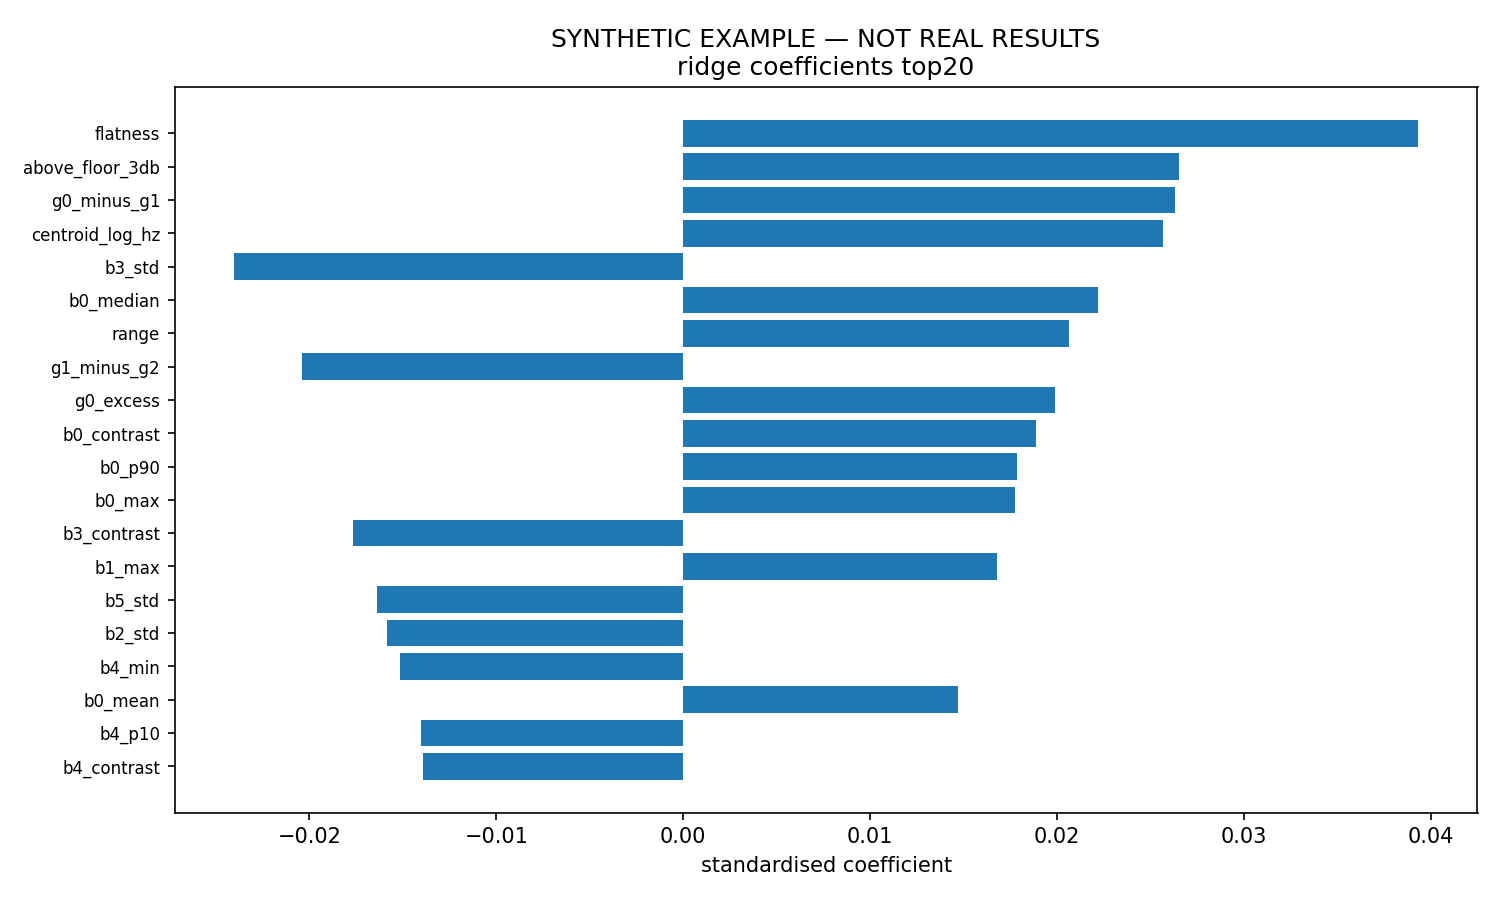 SYNTHETIC EXAMPLE — NOT REAL RESULTS
ridge coefficients top20
flatness
above_floor_3db
g0_minus_g1
centroid_log_hz
b3_std
b0_median
range
g1_minus_g2
g0_excess
b0_contrast
b0_p90
b0_max
b3_contrast
b1_max
b5_std
b2_std
b4_min
b0_mean
b4_p10
b4_contrast
−0.02 −0.01 0.00 0.01 0.02 0.03 0.04
standardised coefficient